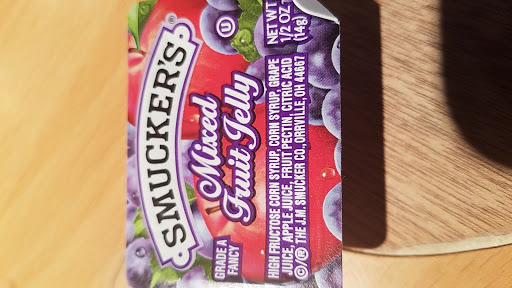 SMUCKER'S®
Mixed
Fruit Jelly
U
GRADE A
FANCY
NET WT
1/2 OZ
(14g)
HIGH FRUCTOSE CORN SYRUP, CORN SYRUP, GRAPE
JUICE, APPLE JUICE, FRUIT PECTIN, CITRIC ACID
©/® THE J.M. SMUCKER CO., ORRVILLE, OH 44667